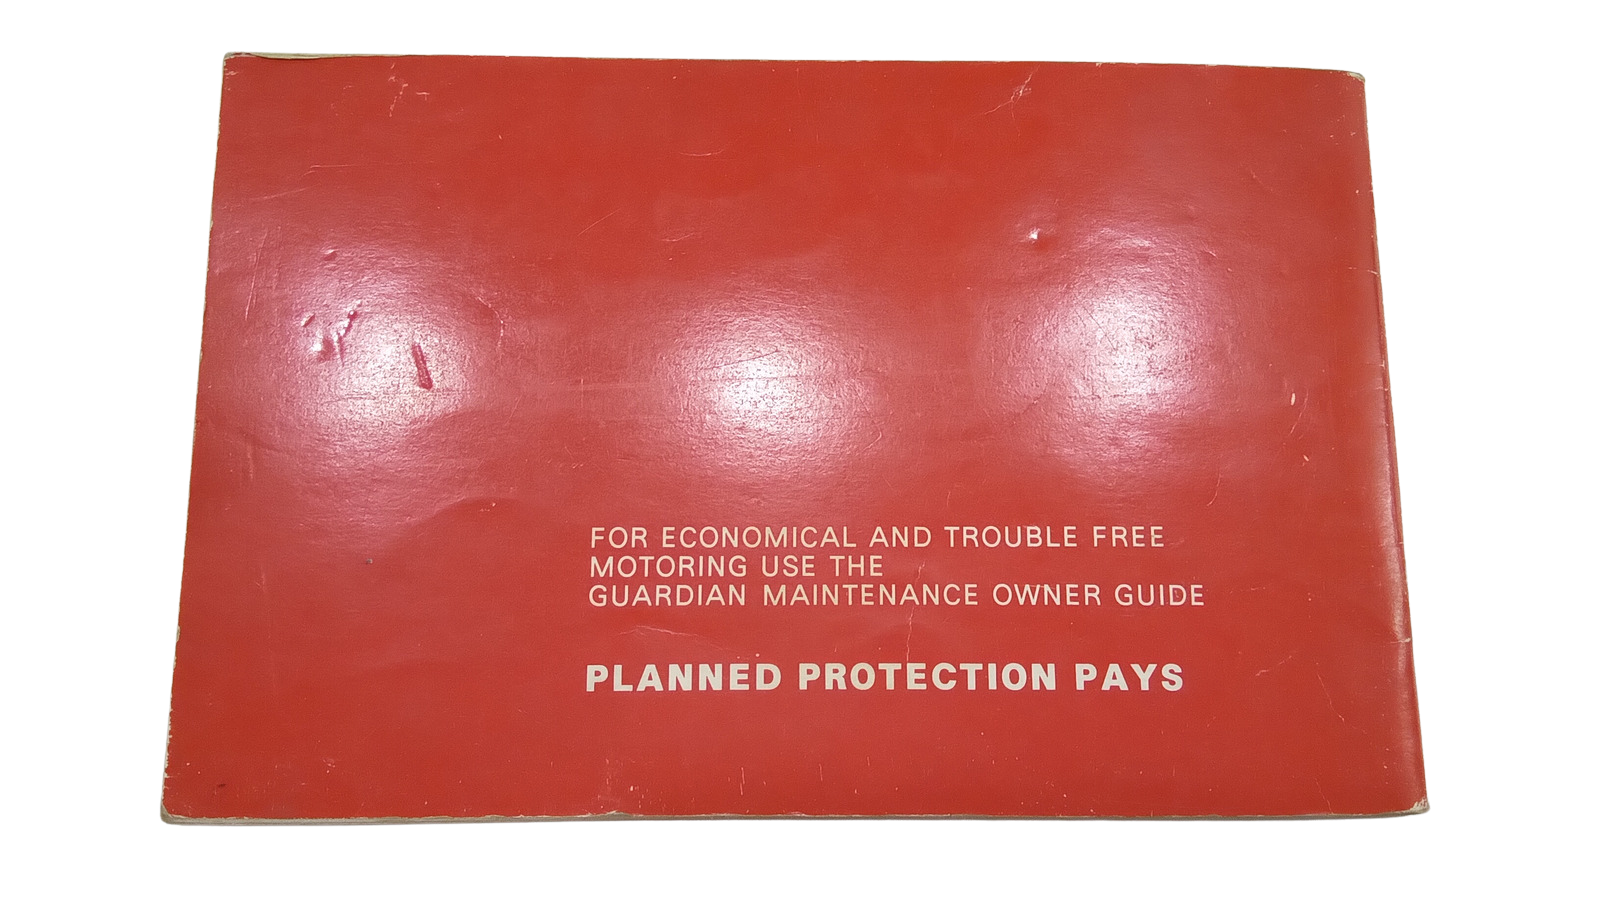 FOR ECONOMICAL AND TROUBLE FREE
MOTORING USE THE
GUARDIAN MAINTENANCE OWNER GUIDE
PLANNED PROTECTION PAYS